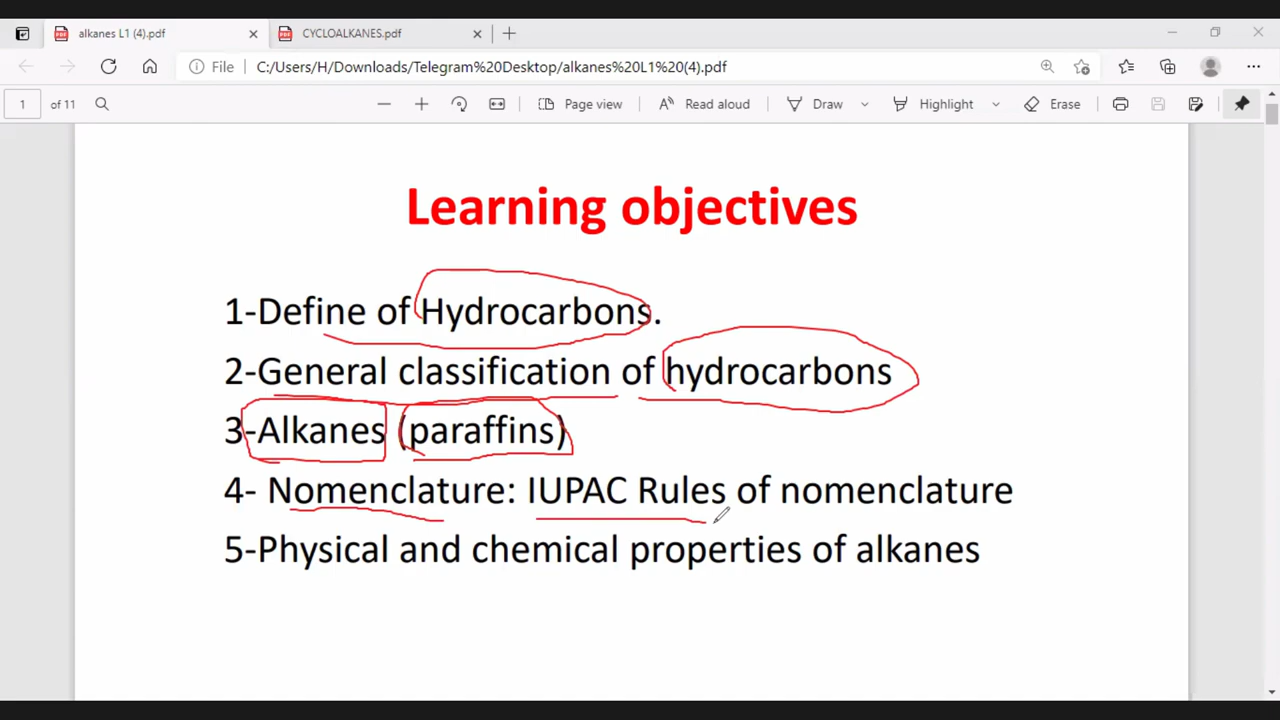 alkanes L1 (4).pdf
CYCLOALKANES.pdf
File
C:/Users/H/Downloads/Telegram%20Desktop/alkanes%20L1%20(4).pdf
1 of 11
Page view
Read aloud
Draw
Highlight
Erase
Learning objectives
1-Define of Hydrocarbons.
2-General classification of hydrocarbons
3-Alkanes (paraffins)
4- Nomenclature: IUPAC Rules of nomenclature
5-Physical and chemical properties of alkanes